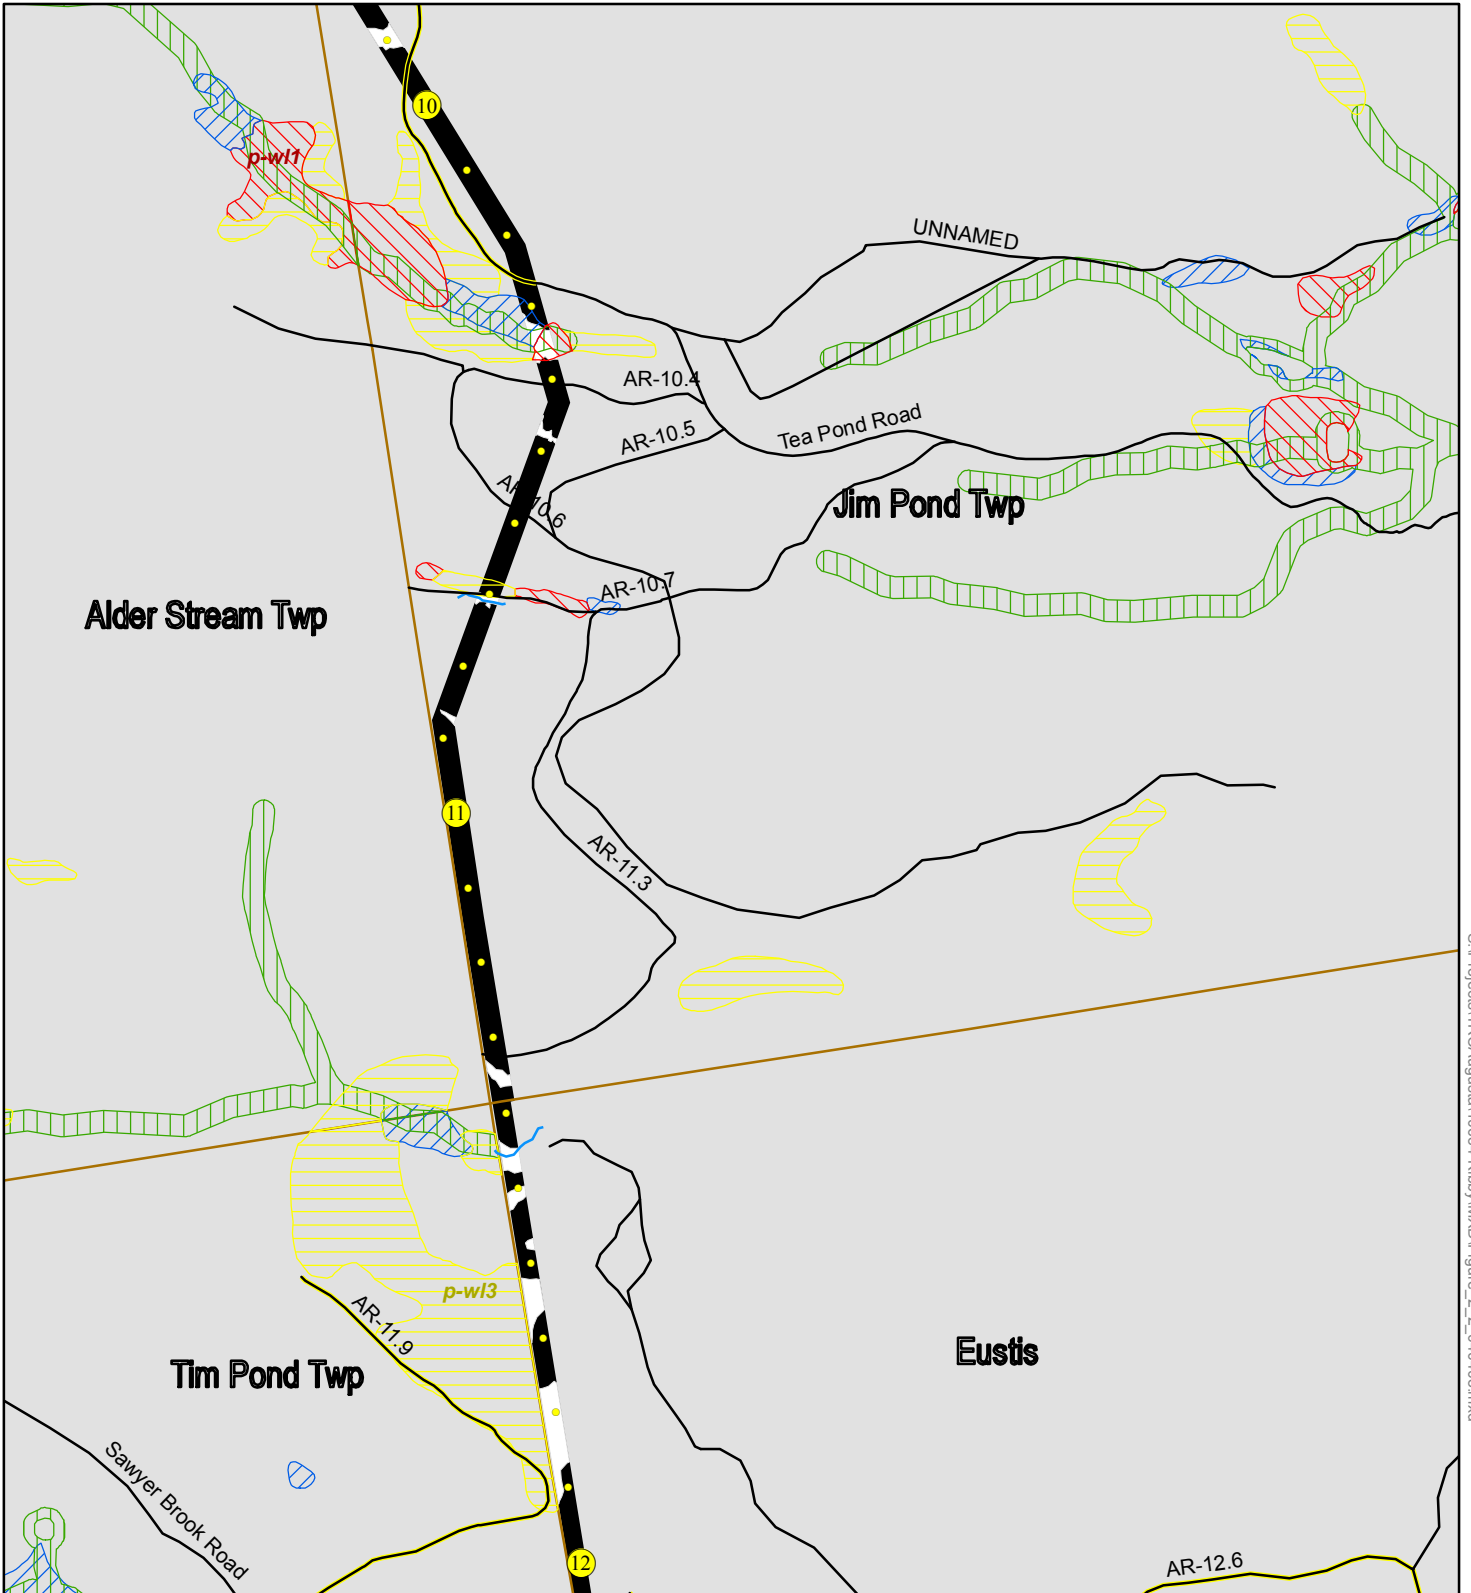 10
p-wl1
UNNAMED
AR-10.4
AR-10.5
Tea Pond Road
AR-10.6
Jim Pond Twp
AR-10.7
Alder Stream Twp
11
AR-11.3
p-wl3
AR-11.9
Eustis
Tim Pond Twp
Sawyer Brook Road
12
AR-12.6